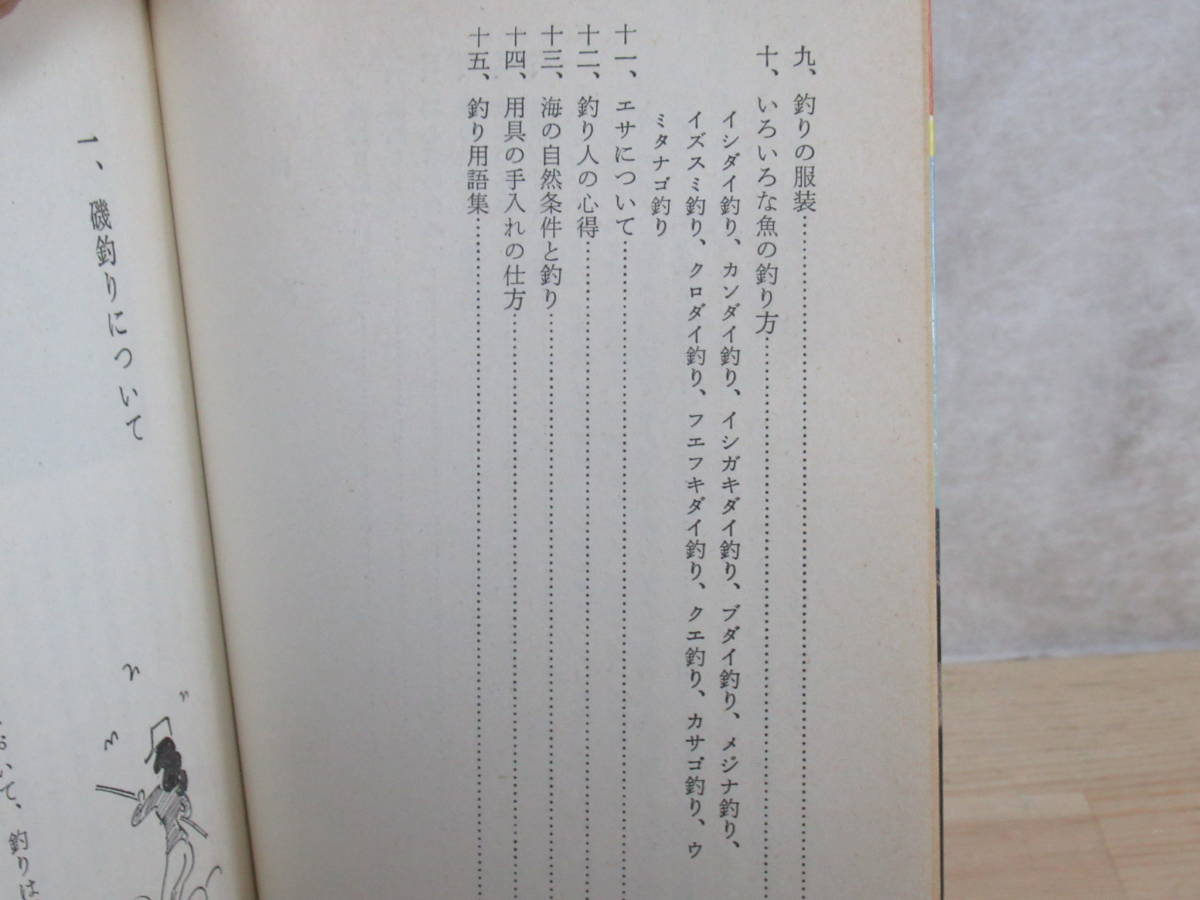 九、釣りの服装……………………………………
十、いろいろな魚の釣り方……………………………………
イシダイ釣り、カンダイ釣り、イシガキダイ釣り、ブダイ釣り、メジナ釣り、
イズスミ釣り、クロダイ釣り、フエフキダイ釣り、クエ釣り、カサゴ釣り、ウ
ミタナゴ釣り
十一、エサについて……………………………………
十二、釣り人の心得……………………………………
十三、海の自然条件と釣り……………………………………
十四、用具の手入れの仕方……………………………………
十五、釣り用語集……………………………………
一、磯釣りについて
おいて、釣りは